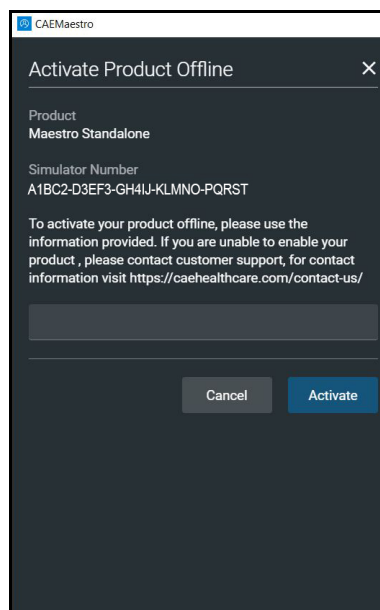 CAEMaestro
Activate Product Offline
Product
Maestro Standalone
Simulator Number
A1BC2-D3EF3-GH4IJ-KLMNO-PQRST
To activate your product offline, please use the
information provided. If you are unable to enable your
product , please contact customer support, for contact
information visit https://caehealthcare.com/contact-us/
Cancel
Activate